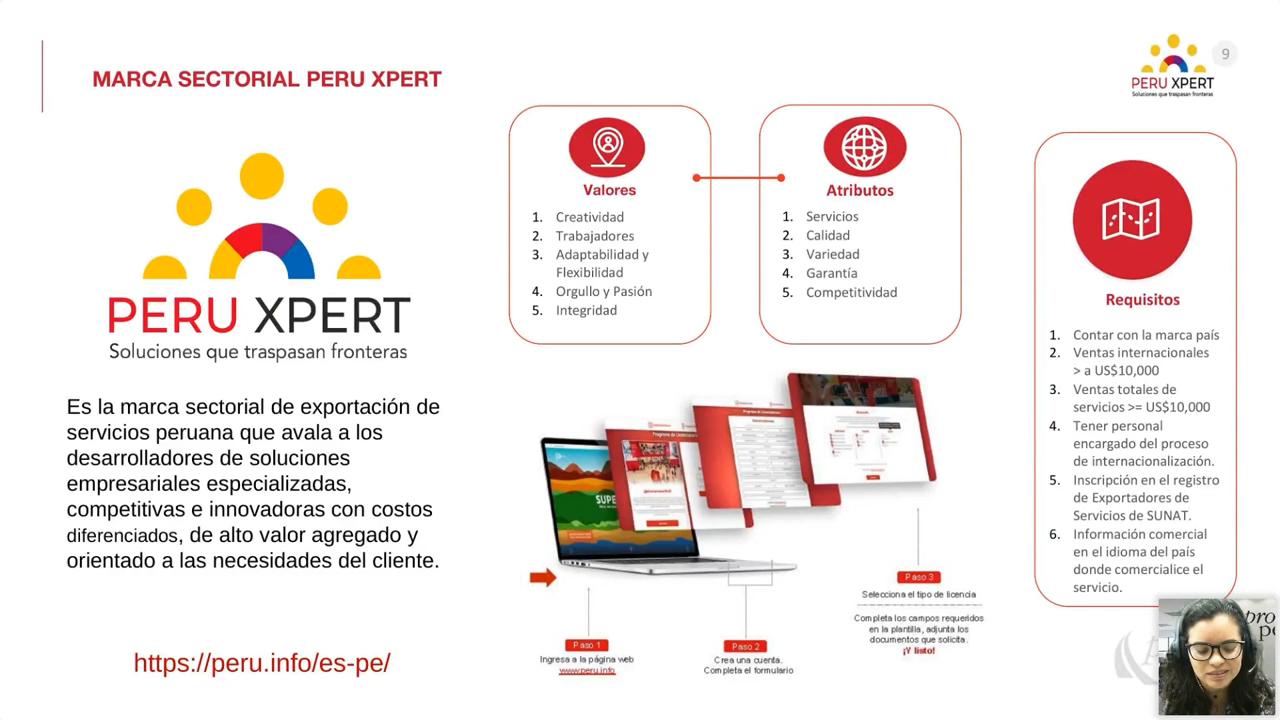 MARCA SECTORIAL PERU XPERT
PERU XPERT
Soluciones que traspasan fronteras
9
PERU XPERT
Soluciones que traspasan fronteras
Es la marca sectorial de exportación de
servicios peruana que avala a los
desarrolladores de soluciones
empresariales especializadas,
competitivas e innovadoras con costos
diferenciados, de alto valor agregado y
orientado a las necesidades del cliente.
https://peru.info/es-pe/
Valores
1. Creatividad
2. Trabajadores
3. Adaptabilidad y
Flexibilidad
4. Orgullo y Pasión
5. Integridad
Atributos
1. Servicios
2. Calidad
3. Variedad
4. Garantía
5. Competitividad
SUPE
Paso 1
Ingresa a la página web
www.peru.info
Paso 2
Crea una cuenta.
Completa el formulario
Paso 3
Selecciona el tipo de licencia
Completa los campos requeridos
en la plantilla, adjunta los
documentos que solicita.
¡Y listo!
Requisitos
1. Contar con la marca país
2. Ventas internacionales
> a US$10,000
3. Ventas totales de
servicios >= US$10,000
4. Tener personal
encargado del proceso
de internacionalización.
5. Inscripción en el registro
de Exportadores de
Servicios de SUNAT.
6. Información comercial
en el idioma del país
donde comercialice el
servicio.